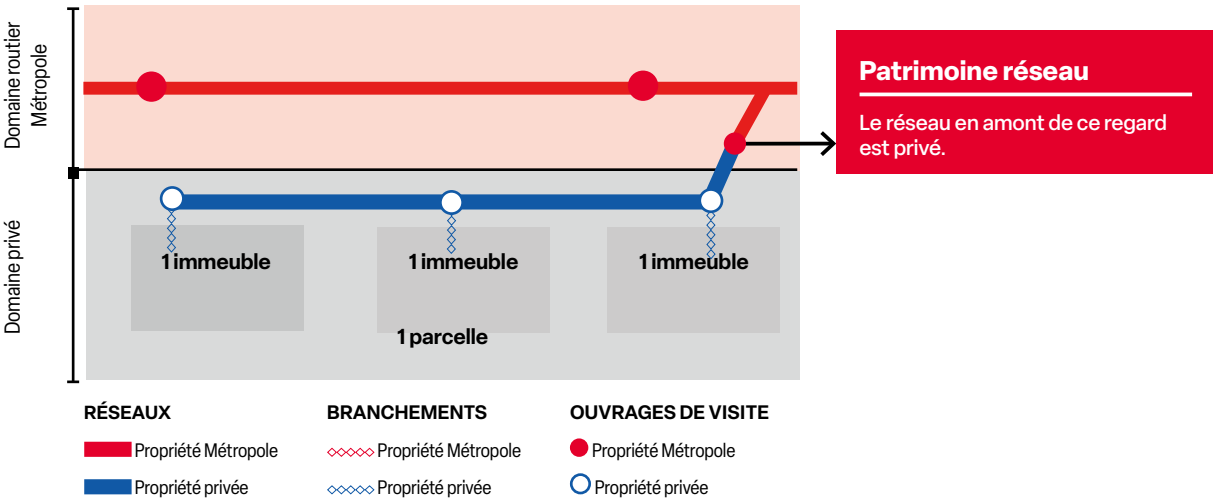 Domaine routier
Métropole
Patrimoine réseau
Le réseau en amont de ce regard
est privé.
Domaine privé
1 immeuble
1 immeuble
1 immeuble
1 parcelle
RÉSEAUX
Propriété Métropole
Propriété privée
BRANCHEMENTS
Propriété Métropole
Propriété privée
OUVRAGES DE VISITE
Propriété Métropole
Propriété privée